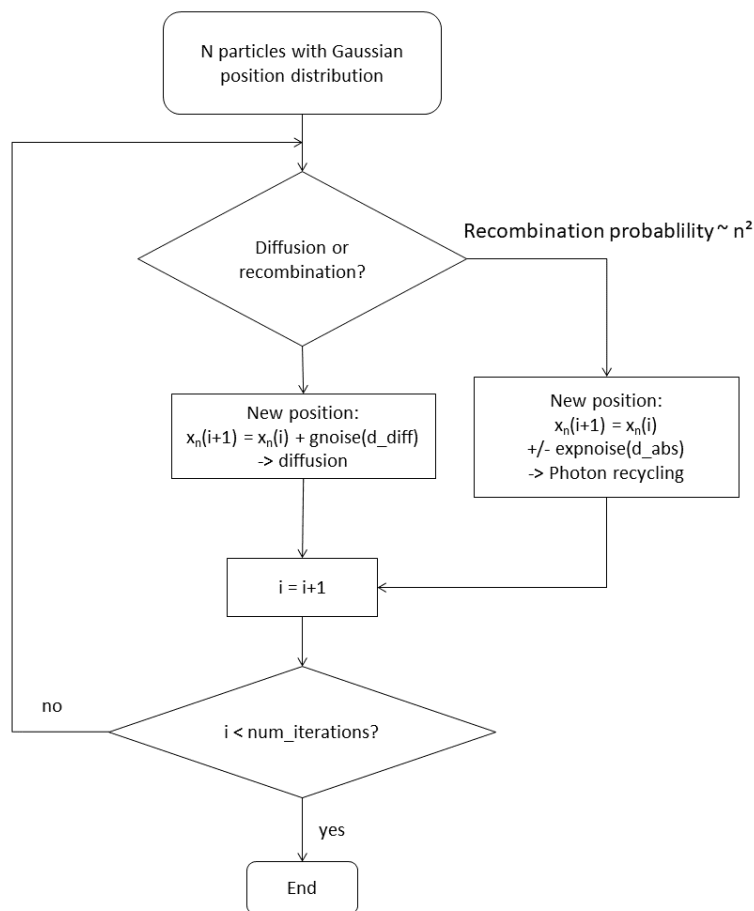 N particles with Gaussian
position distribution
Diffusion or
recombination?
Recombination probablility ~ n²
New position:
xₙ(i+1) = xₙ(i) + gnoise(d_diff)
-> diffusion
New position:
xₙ(i+1) = xₙ(i)
+/- expnoise(d_abs)
-> Photon recycling
i = i+1
no
i < num_iterations?
yes
End